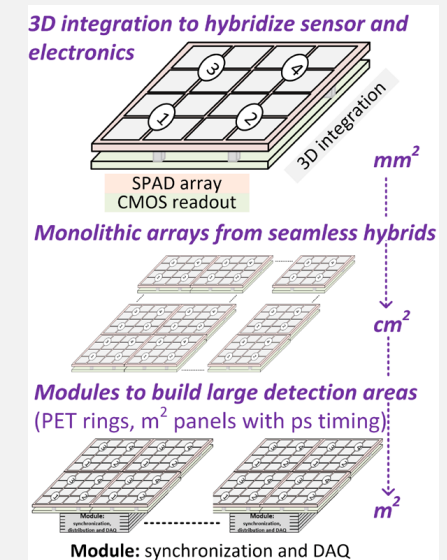 3D integration to hybridize sensor and
electronics
3
4
1
2
3D integration
SPAD array
CMOS readout
mm²
Monolithic arrays from seamless hybrids
cm²
Modules to build large detection areas
(PET rings, m² panels with ps timing)
m²
Module:
synchronization,
distribution and DAQ
Module:
synchronization,
distribution and DAQ
Module: synchronization and DAQ